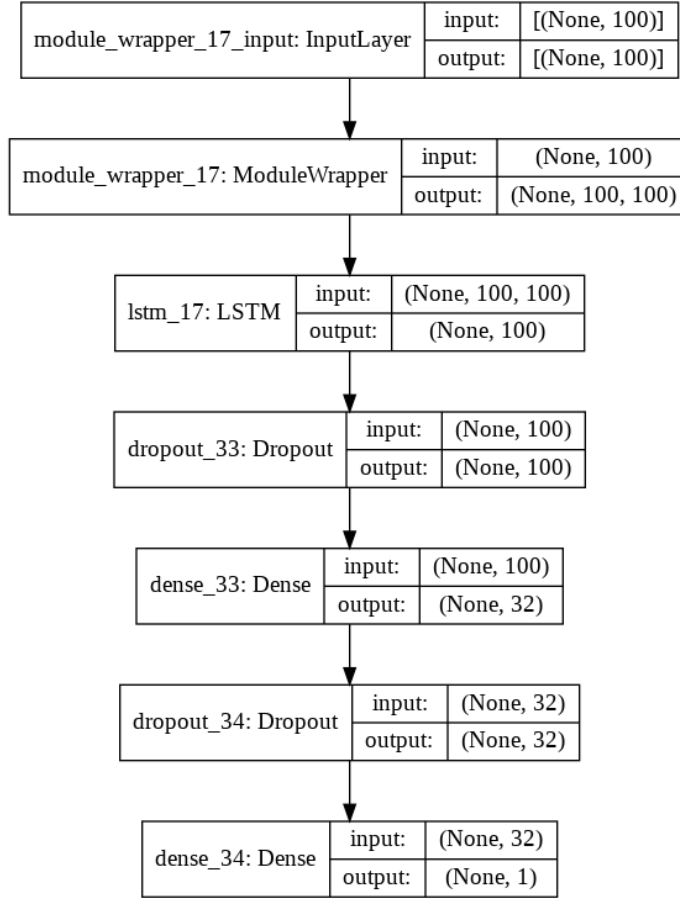 module_wrapper_17_input: InputLayer
input: [(None, 100)]
output: [(None, 100)]
module_wrapper_17: ModuleWrapper
input: (None, 100)
output: (None, 100, 100)
lstm_17: LSTM
input: (None, 100, 100)
output: (None, 100)
dropout_33: Dropout
input: (None, 100)
output: (None, 100)
dense_33: Dense
input: (None, 100)
output: (None, 32)
dropout_34: Dropout
input: (None, 32)
output: (None, 32)
dense_34: Dense
input: (None, 32)
output: (None, 1)